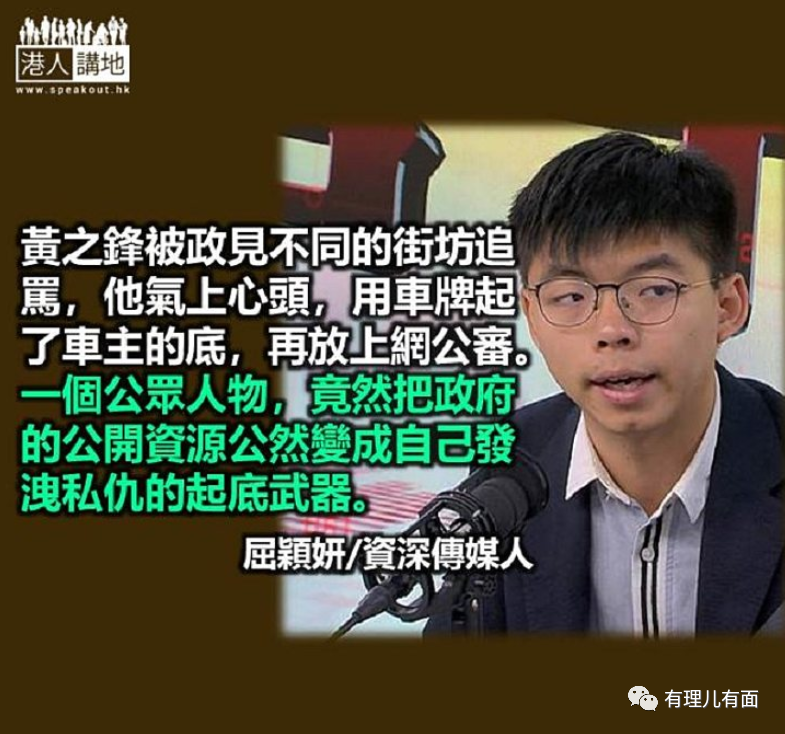 港人講地
www.speakout.hk
黃之鋒被政見不同的街坊追
罵，他氣上心頭，用車牌起
了車主的底，再放上網公審。
一個公眾人物，竟然把政府
的公開資源公然變成自己發
洩私仇的起底武器。
屈穎妍/資深傳媒人
有理儿有面